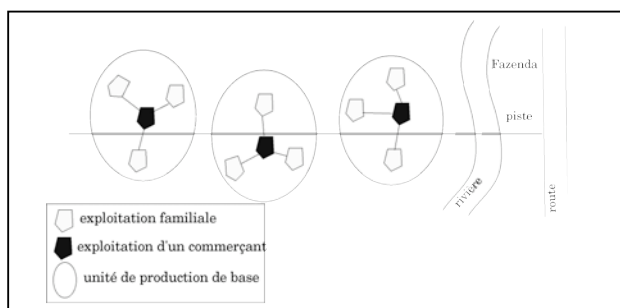 Fazenda
piste
rivière
route
exploitation familiale
exploitation d'un commerçant
unité de production de base